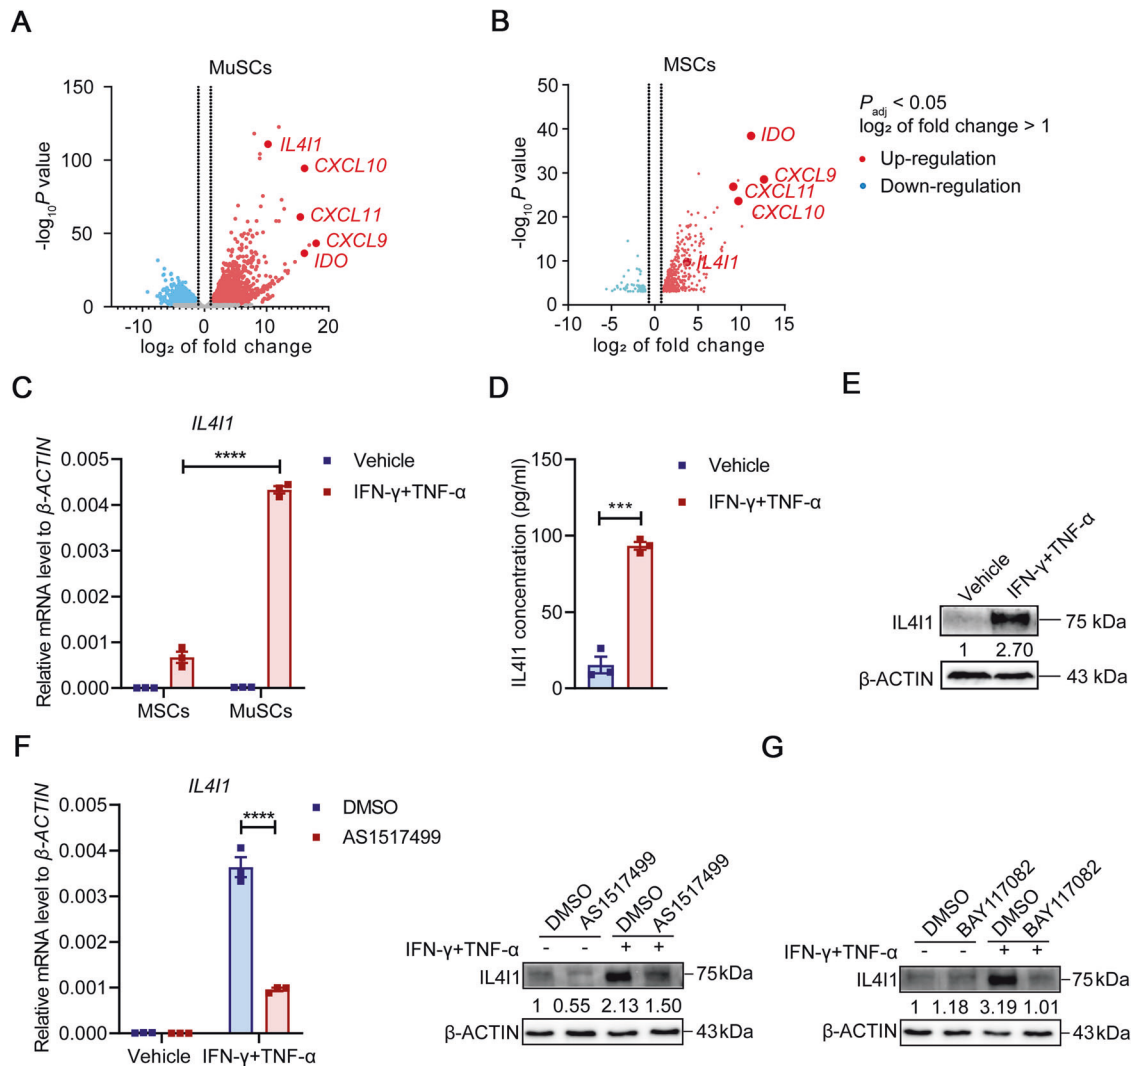 A
MuSCs
-log₁₀P value
150
100
50
0
-10
0
10
20
log₂ of fold change
IL4I1
CXCL10
CXCL11
CXCL9
IDO
B
MSCs
-log₁₀P value
50
40
30
20
10
0
-10
-5
0
5
10
15
log₂ of fold change
IDO
CXCL9
CXCL11
CXCL10
IL4I1
Padj < 0.05
log₂ of fold change > 1
Up-regulation
Down-regulation
C
IL4I1
Relative mRNA level to β-ACTIN
0.005
0.004
0.003
0.002
0.001
0.000
****
MSCs
MuSCs
Vehicle
IFN-γ+TNF-α
D
IL4I1 concentration (pg/ml)
150
100
50
0
***
Vehicle
IFN-γ+TNF-α
E
Vehicle
IFN-γ+TNF-α
IL4I1
75 kDa
1 2.70
β-ACTIN
43 kDa
F
IL4I1
Relative mRNA level to β-ACTIN
0.005
0.004
0.003
0.002
0.001
0.000
****
Vehicle
IFN-γ+TNF-α
DMSO
AS1517499
DMSO
AS1517499
DMSO
AS1517499
IFN-γ+TNF-α - - + +
IL4I1
75kDa
1 0.55 2.13 1.50
β-ACTIN
43kDa
G
DMSO
BAY117082
DMSO
BAY117082
IFN-γ+TNF-α - - + +
IL4I1
75kDa
1 1.18 3.19 1.01
β-ACTIN
43kDa